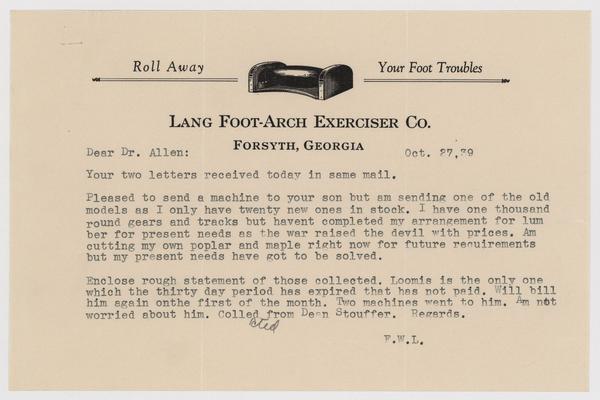 Roll Away
Your Foot Troubles
LANG FOOT-ARCH EXERCISER CO.
FORSYTH, GEORGIA
Dear Dr. Allen:
Oct. 27,39
Your two letters received today in same mail.
Pleased to send a machine to your son but am sending one of the old
models as I only have twenty new ones in stock. I have one thousand
round gears and tracks but havent completed my arrangement for lum
ber for present needs as the war raised the devil with prices. Am
cutting my own poplar and maple right now for future requirements
but my present needs have got to be solved.
Enclose rough statement of those collected. Loomis is the only one
which the thirty day period has expired that has not paid. Will bill
him again onthe first of the month. Two machines went to him. Am not
worried about him. Colled from Dean Stouffer. Regards.
cted
F.W.L.